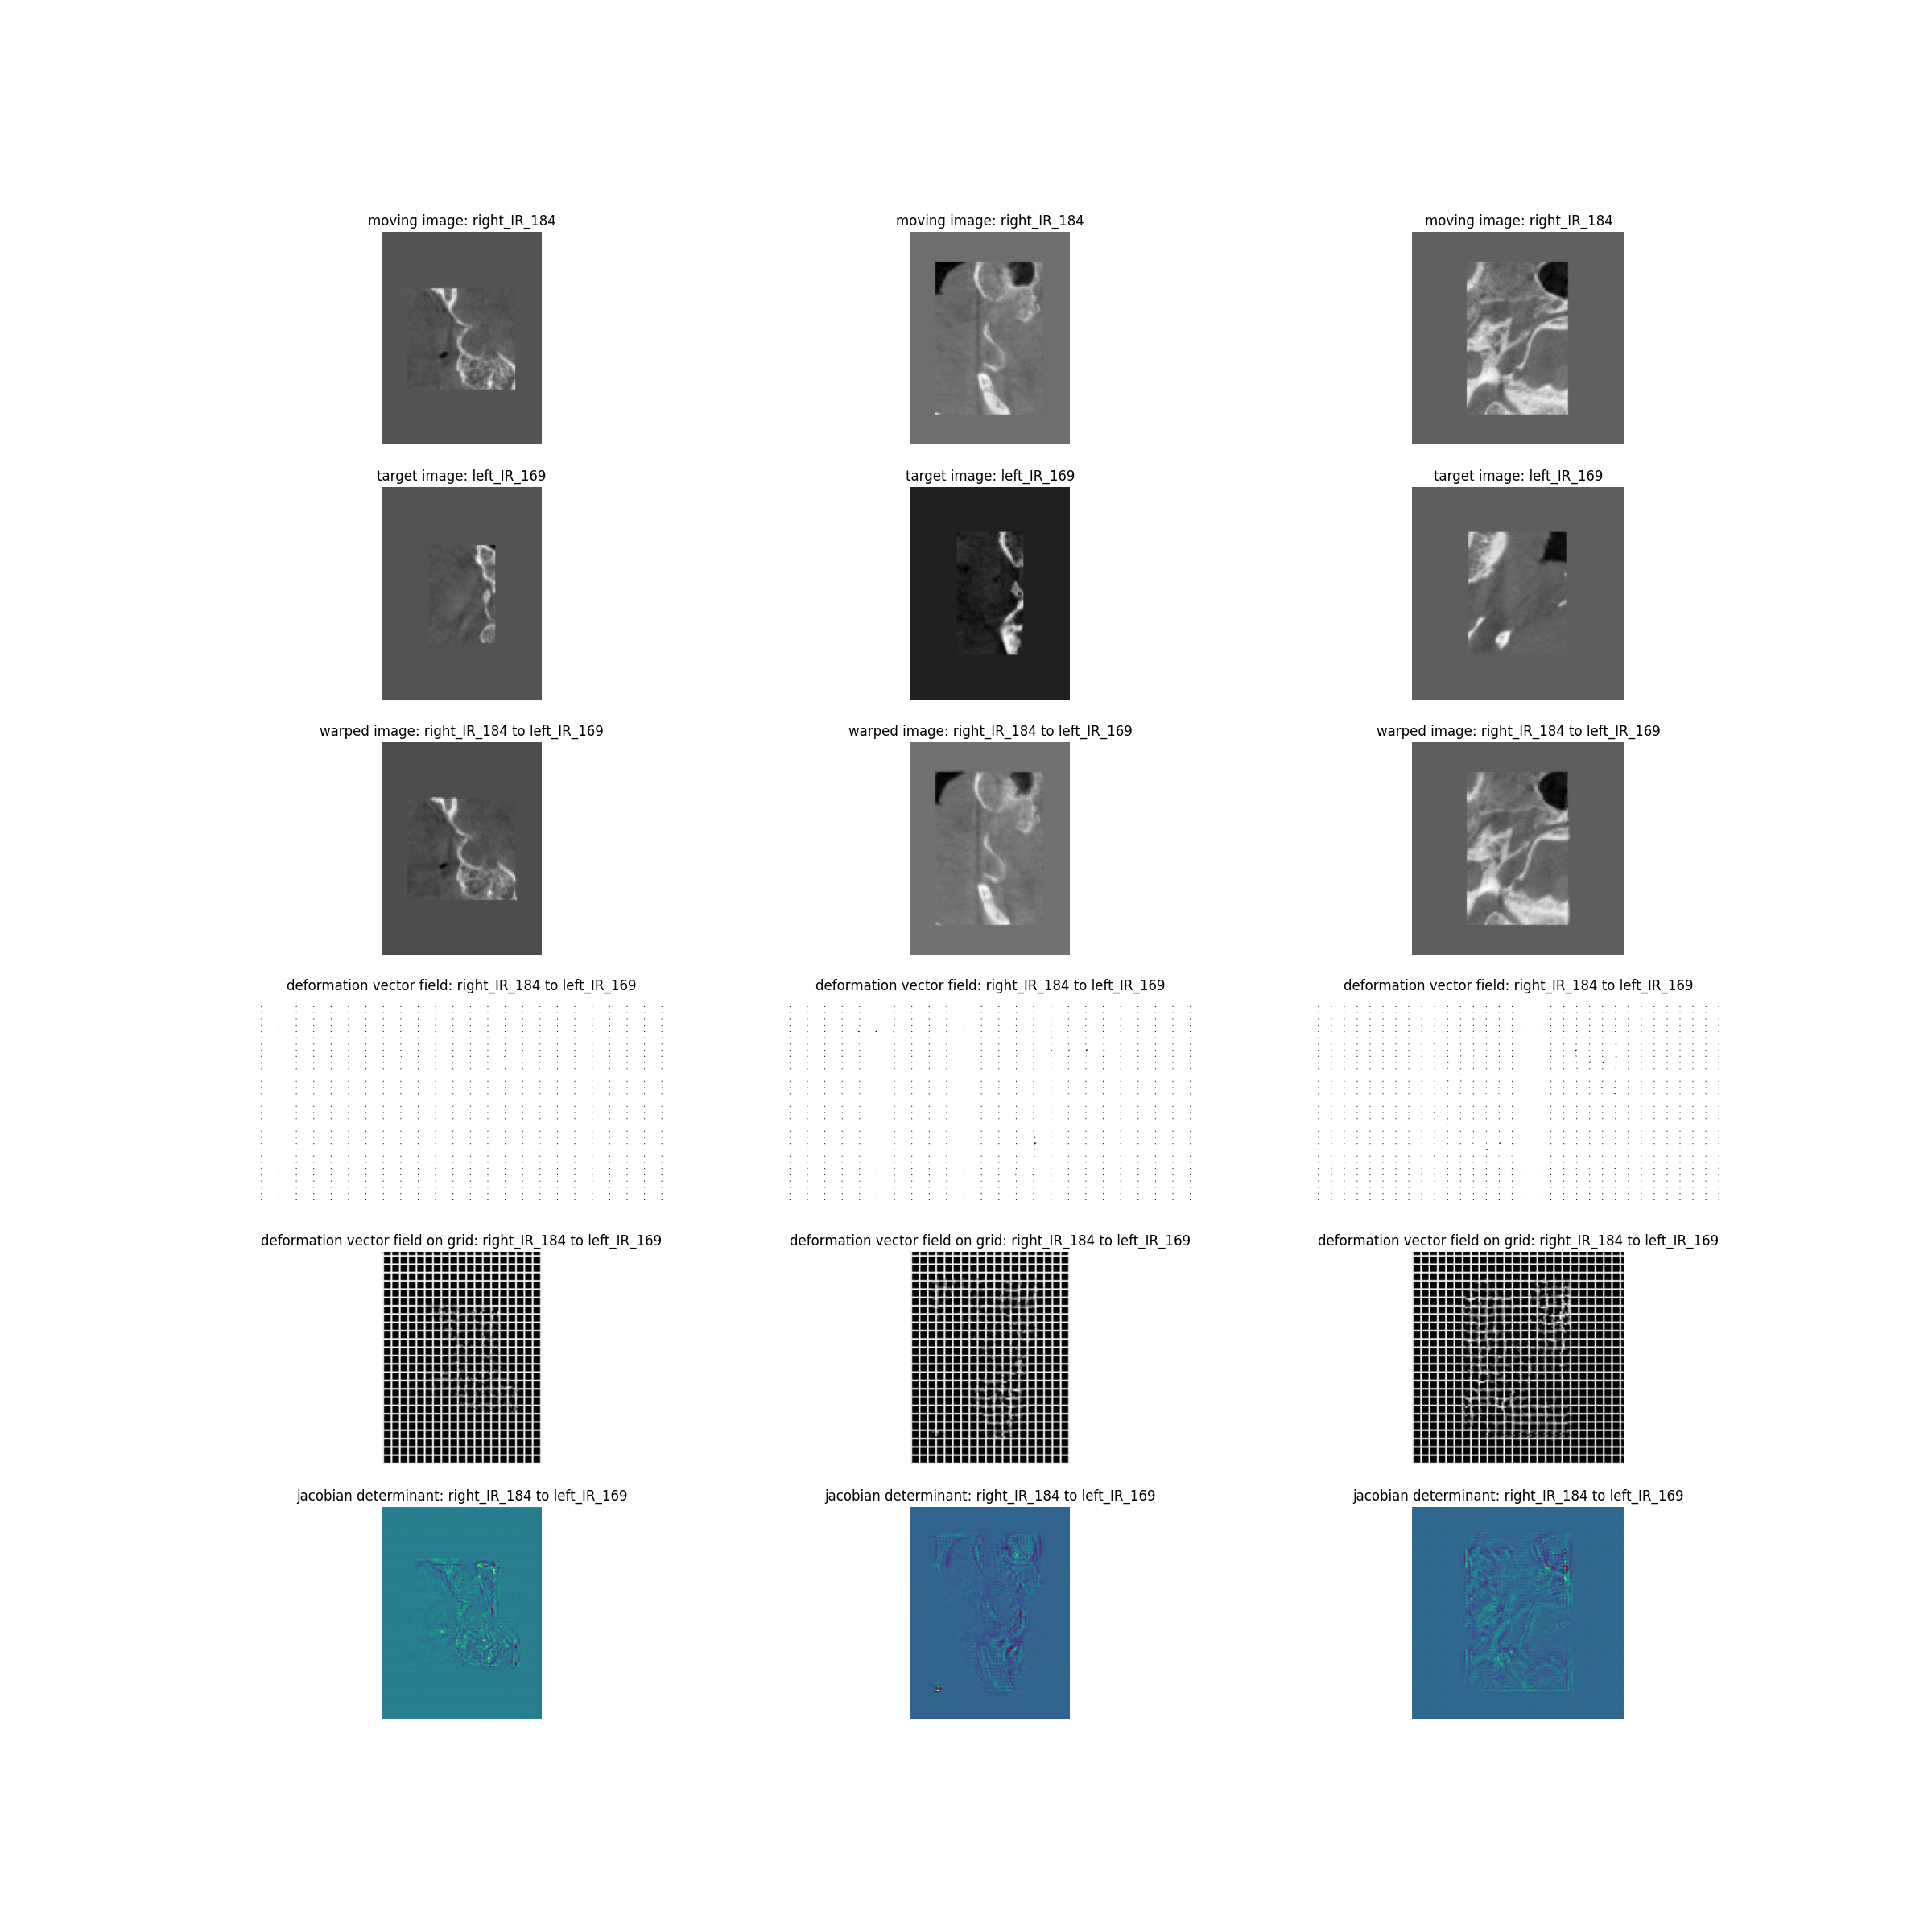 moving image: right_IR_184
moving image: right_IR_184
moving image: right_IR_184
target image: left_IR_169
target image: left_IR_169
target image: left_IR_169
warped image: right_IR_184 to left_IR_169
warped image: right_IR_184 to left_IR_169
warped image: right_IR_184 to left_IR_169
deformation vector field: right_IR_184 to left_IR_169
deformation vector field: right_IR_184 to left_IR_169
deformation vector field: right_IR_184 to left_IR_169
deformation vector field on grid: right_IR_184 to left_IR_169
deformation vector field on grid: right_IR_184 to left_IR_169
deformation vector field on grid: right_IR_184 to left_IR_169
jacobian determinant: right_IR_184 to left_IR_169
jacobian determinant: right_IR_184 to left_IR_169
jacobian determinant: right_IR_184 to left_IR_169